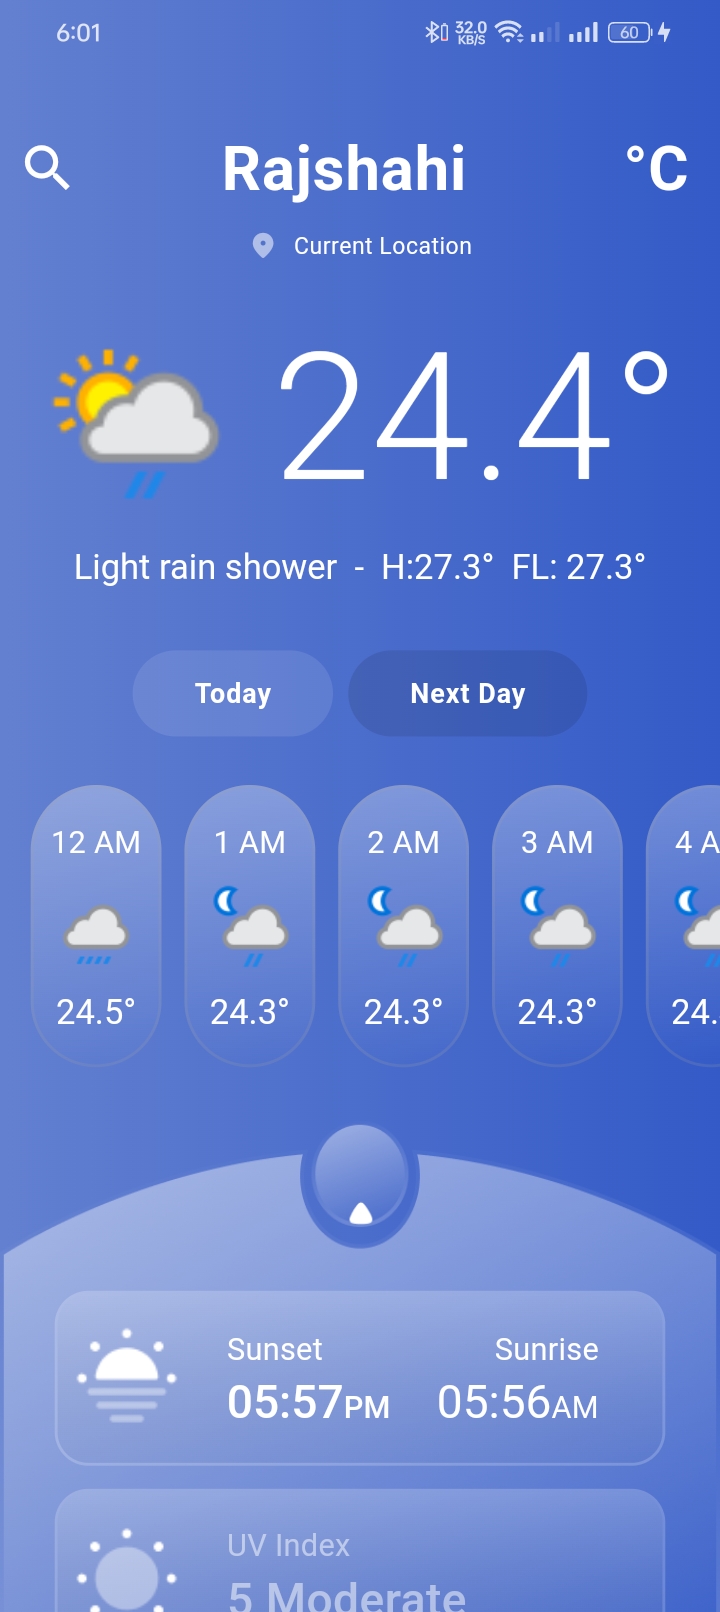 6:01 32.0 KB/S 60
Rajshahi °C
Current Location
24.4°
Light rain shower - H:27.3° FL: 27.3°
Today Next Day
12 AM 1 AM 2 AM 3 AM 4 A
24.5° 24.3° 24.3° 24.3° 24.
Sunset Sunrise
05:57PM 05:56AM
UV Index
5 Moderate